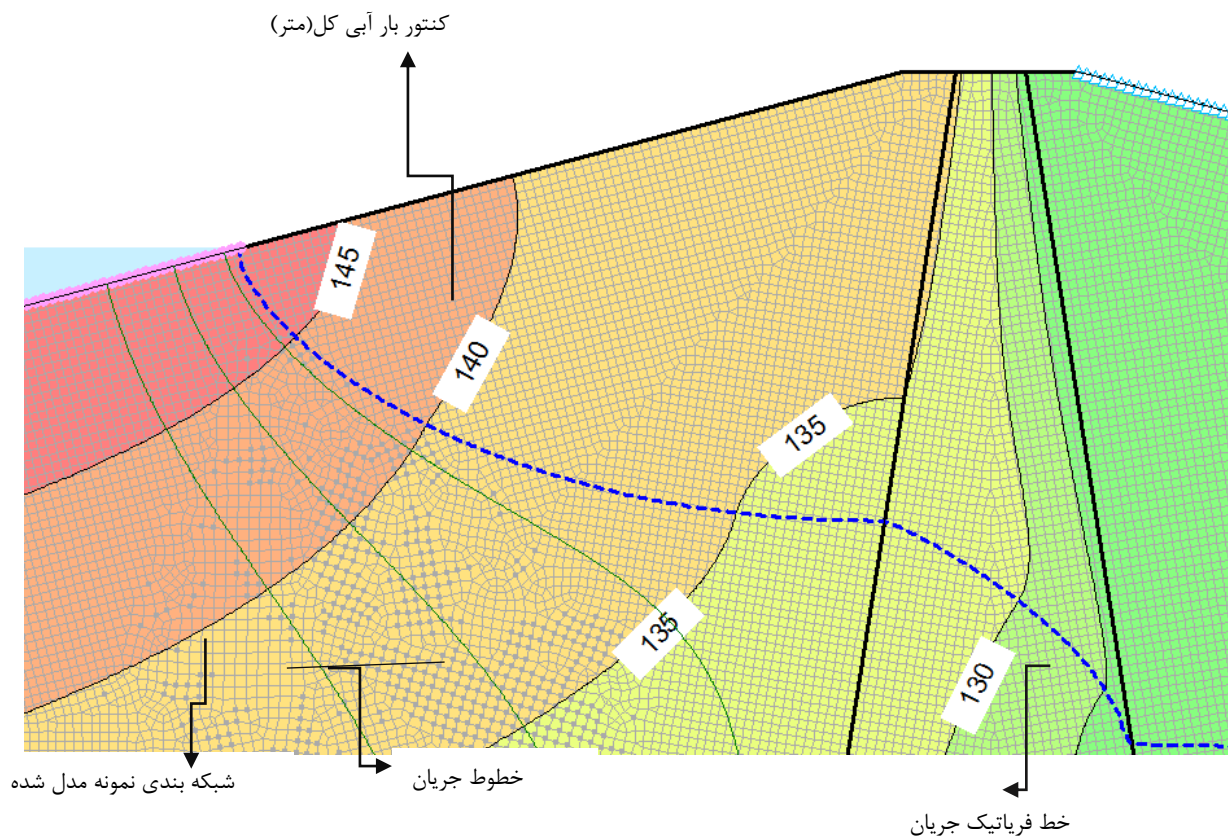 کنتور بار آبی کل(متر)
145
140
135
135
130
شبکه بندی نمونه مدل شده
خطوط جریان
خط فریاتیک جریان